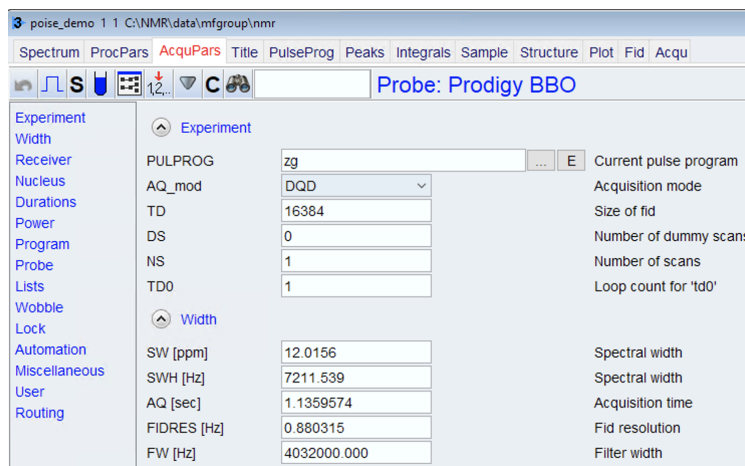 poise_demo 1 1 C:\NMR\data\mfgroup\nmr
Spectrum ProcPars AcquPars Title PulseProg Peaks Integrals Sample Structure Plot Fid Acqu
S 1,2,.. C Probe: Prodigy BBO
Experiment
Width
Receiver
Nucleus
Durations
Power
Program
Probe
Lists
Wobble
Lock
Automation
Miscellaneous
User
Routing
Experiment
PULPROG zg ... E Current pulse program
AQ_mod DQD Acquisition mode
TD 16384 Size of fid
DS 0 Number of dummy scans
NS 1 Number of scans
TD0 1 Loop count for 'td0'
Width
SW [ppm] 12.0156 Spectral width
SWH [Hz] 7211.539 Spectral width
AQ [sec] 1.1359574 Acquisition time
FIDRES [Hz] 0.880315 Fid resolution
FW [Hz] 4032000.000 Filter width